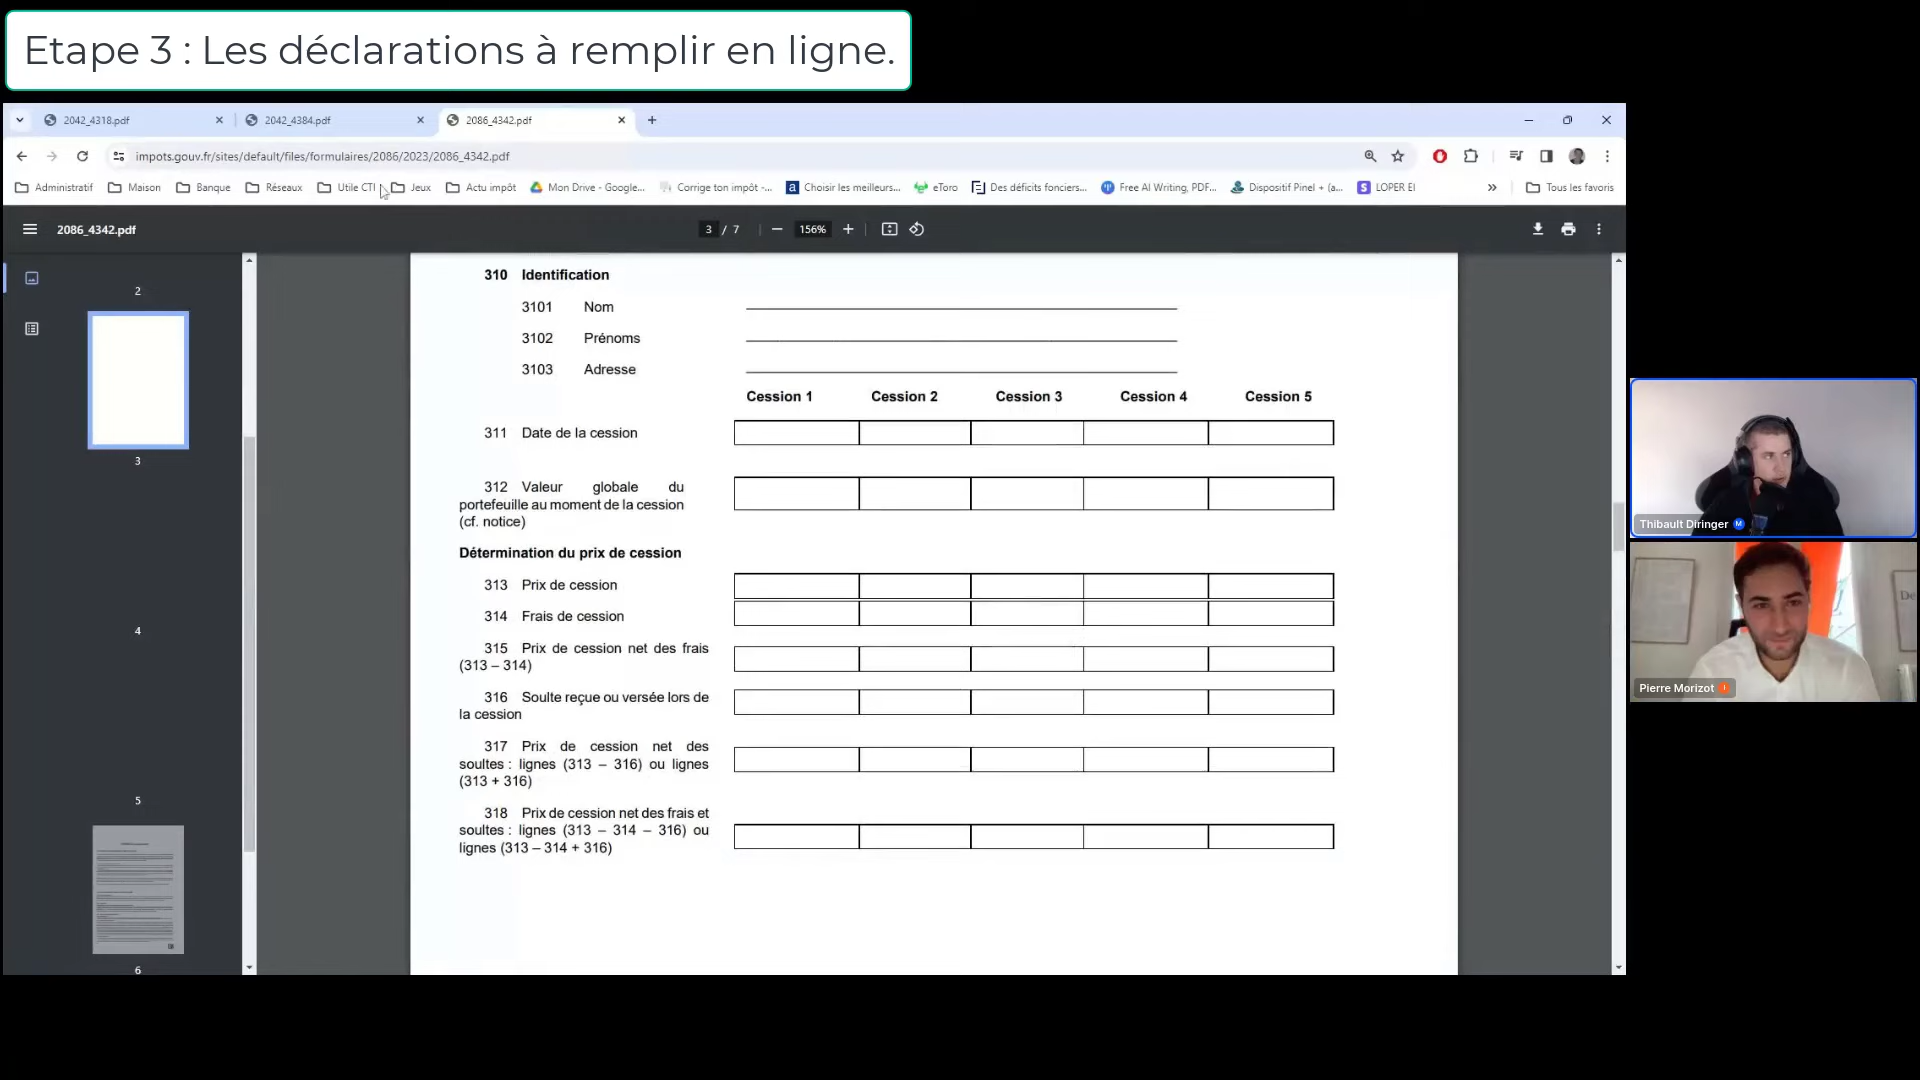 Etape 3 : Les déclarations à remplir en ligne.
2042_4318.pdf
2042_4384.pdf
2086_4342.pdf
impots.gouv.fr/sites/default/files/formulaires/2086/2023/2086_4342.pdf
Administratif
Maison
Banque
Réseaux
Utile CTI
Jeux
Actu impôt
Mon Drive - Google...
Corrige ton impôt -...
Choisir les meilleurs...
eToro
Des déficits fonciers...
Free AI Writing, PDF...
Dispositif Pinel + (a...
LOPER EI
Tous les favoris
2086_4342.pdf
3 / 7
156%
2
3
4
5
6
310 Identification
3101 Nom
3102 Prénoms
3103 Adresse
Cession 1 Cession 2 Cession 3 Cession 4 Cession 5
311 Date de la cession
312 Valeur globale du
portefeuille au moment de la cession
(cf. notice)
Détermination du prix de cession
313 Prix de cession
314 Frais de cession
315 Prix de cession net des frais
(313 – 314)
316 Soulte reçue ou versée lors de
la cession
317 Prix de cession net des
soultes : lignes (313 – 316) ou lignes
(313 + 316)
318 Prix de cession net des frais et
soultes : lignes (313 – 314 – 316) ou
lignes (313 – 314 + 316)
Thibault Diringer
Pierre Morizot